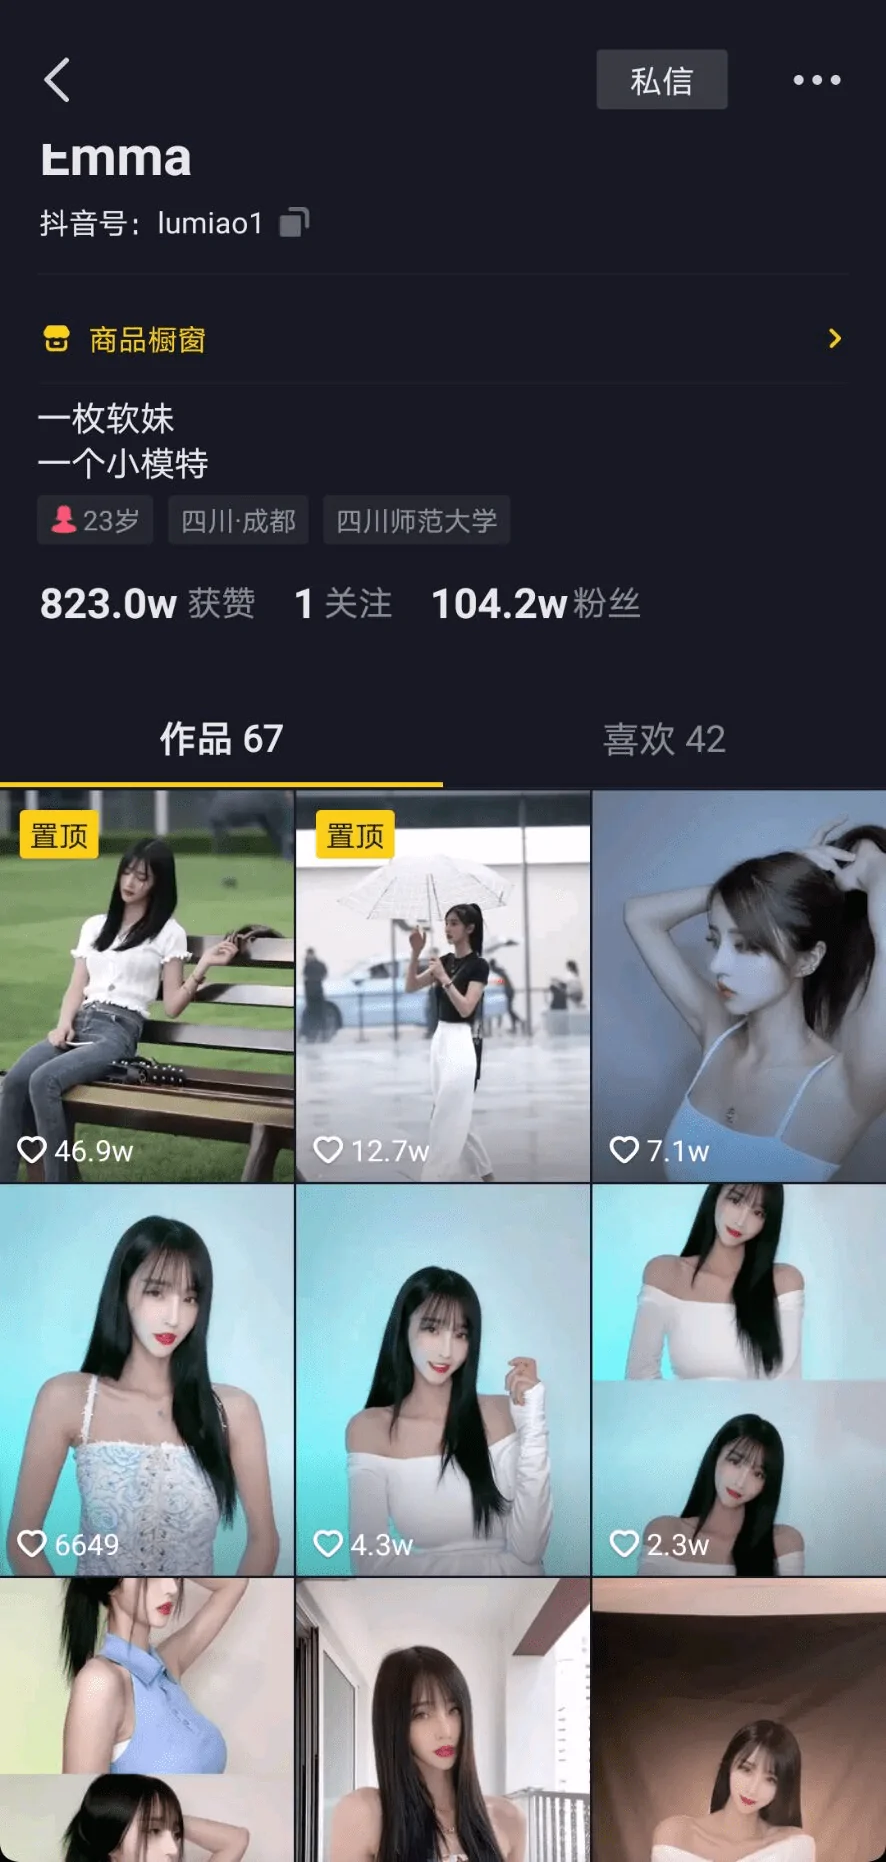 私信
Emma
抖音号：lumiao1
商品橱窗
一枚软妹
一个小模特
23岁 四川·成都 四川师范大学
823.0w 获赞 1 关注 104.2w 粉丝
作品 67 喜欢 42
置顶 置顶
46.9w 12.7w 7.1w
6649 4.3w 2.3w